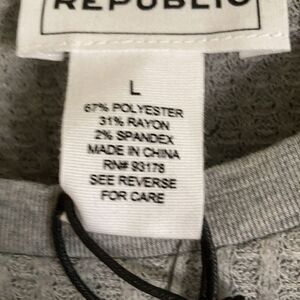 REPUBLIC
L
67% POLYESTER
31% RAYON
2% SPANDEX
MADE IN CHINA
RN# 93178
SEE REVERSE
FOR CARE